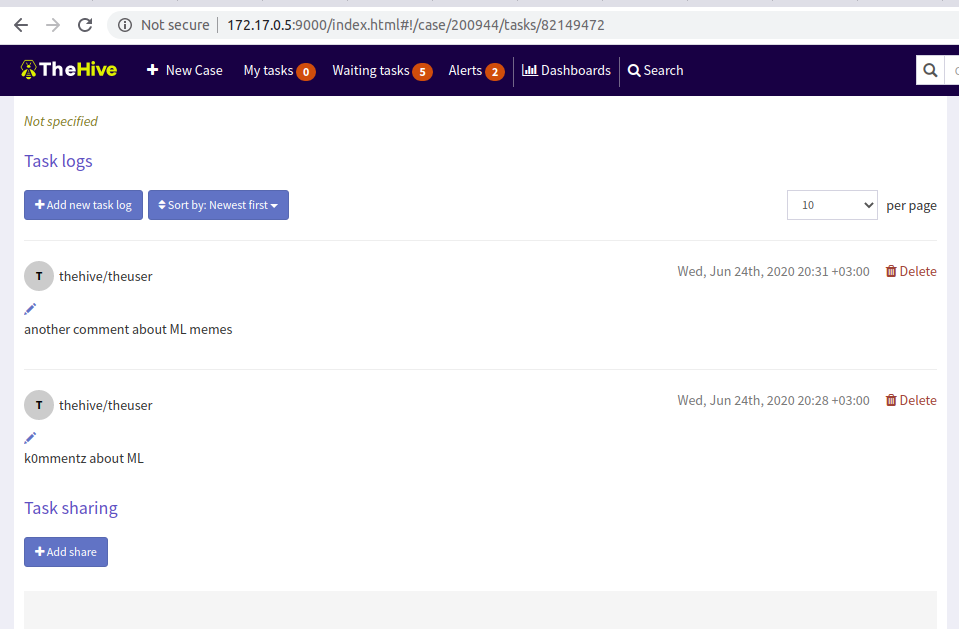 Not secure 172.17.0.5:9000/index.html#!/case/200944/tasks/82149472
TheHive New Case My tasks 0 Waiting tasks 5 Alerts 2 Dashboards Search
Not specified
Task logs
Add new task log Sort by: Newest first 10 per page
T thehive/theuser Wed, Jun 24th, 2020 20:31 +03:00 Delete
another comment about ML memes
T thehive/theuser Wed, Jun 24th, 2020 20:28 +03:00 Delete
k0mmentz about ML
Task sharing
Add share